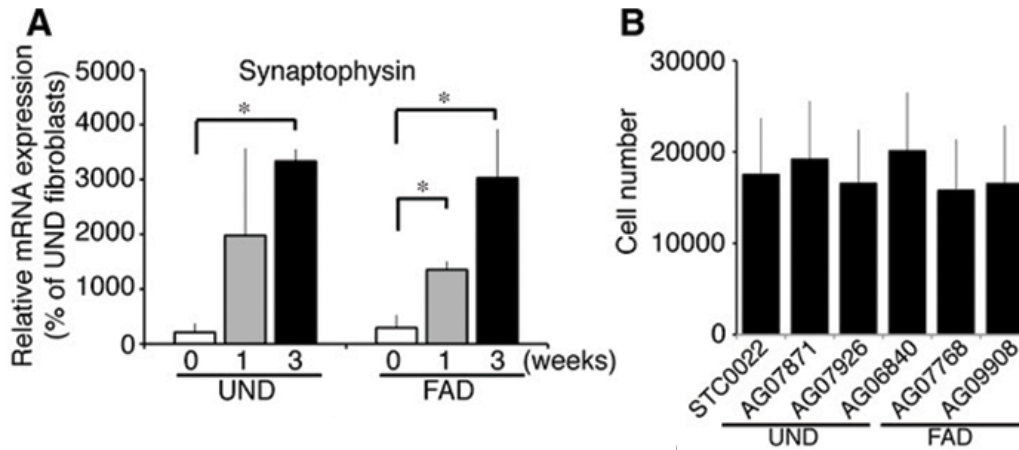 A
Synaptophysin
Relative mRNA expression
(% of UND fibroblasts)
5000
4000
3000
2000
1000
0
*
*
*
0 1 3 0 1 3 (weeks)
UND FAD
B
Cell number
30000
20000
10000
0
STC0022 AG07871 AG07926 AG06840 AG07768 AG09908
UND FAD